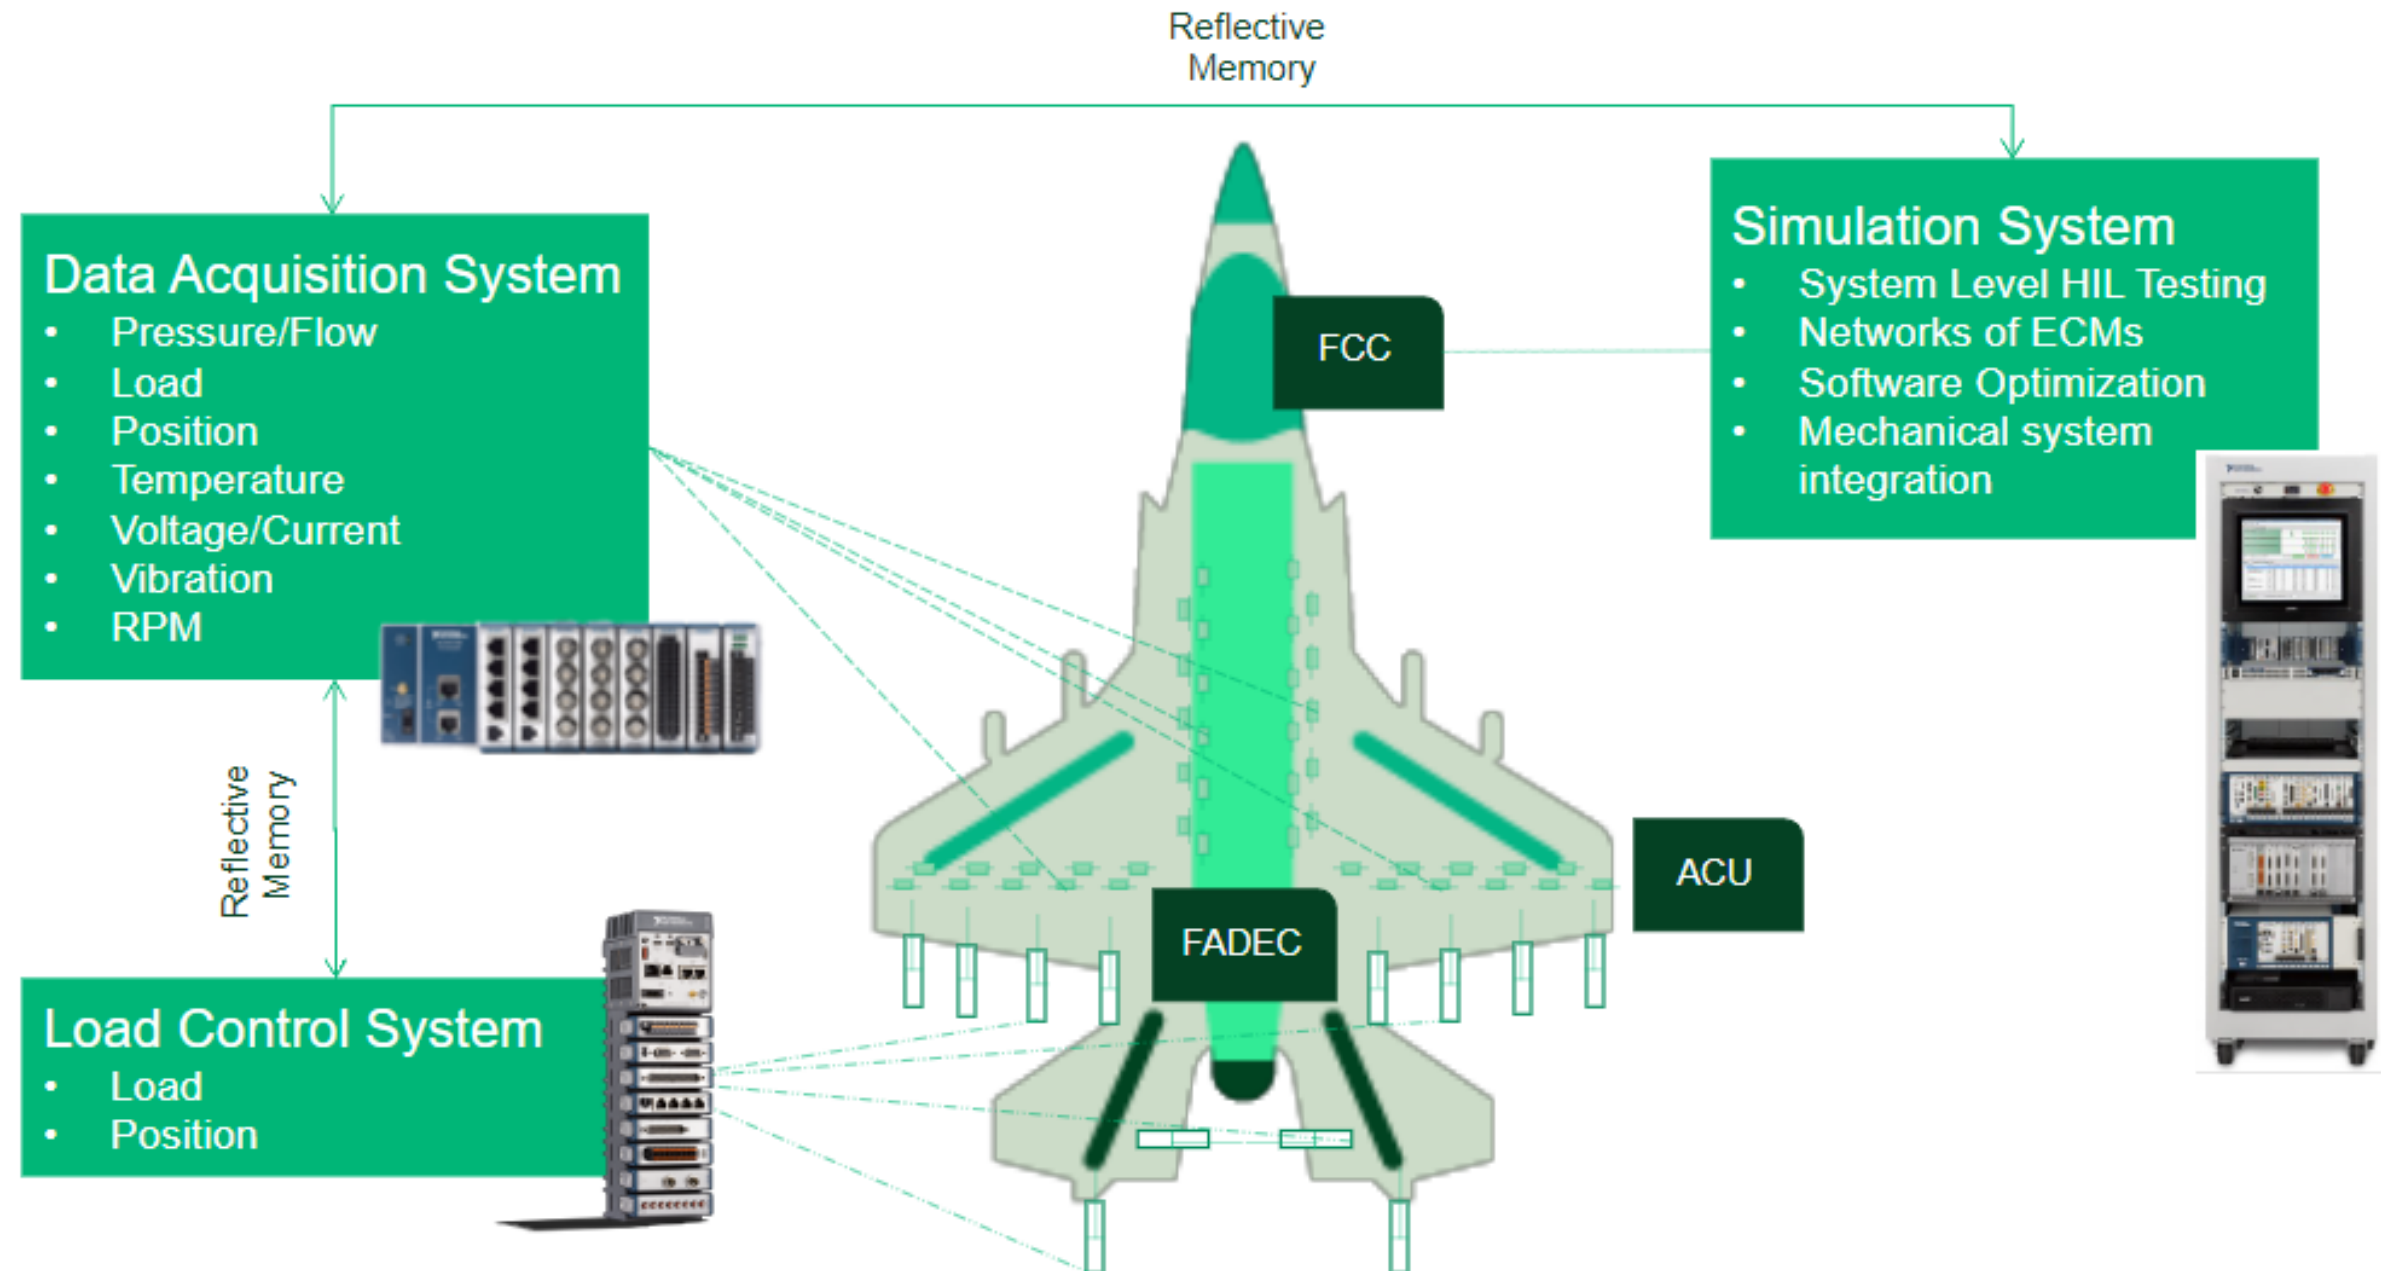 Reflective
Memory
Data Acquisition System
• Pressure/Flow
• Load
• Position
• Temperature
• Voltage/Current
• Vibration
• RPM
Simulation System
• System Level HIL Testing
• Networks of ECMs
• Software Optimization
• Mechanical system
integration
FCC
ACU
FADEC
Reflective
Memory
Load Control System
• Load
• Position